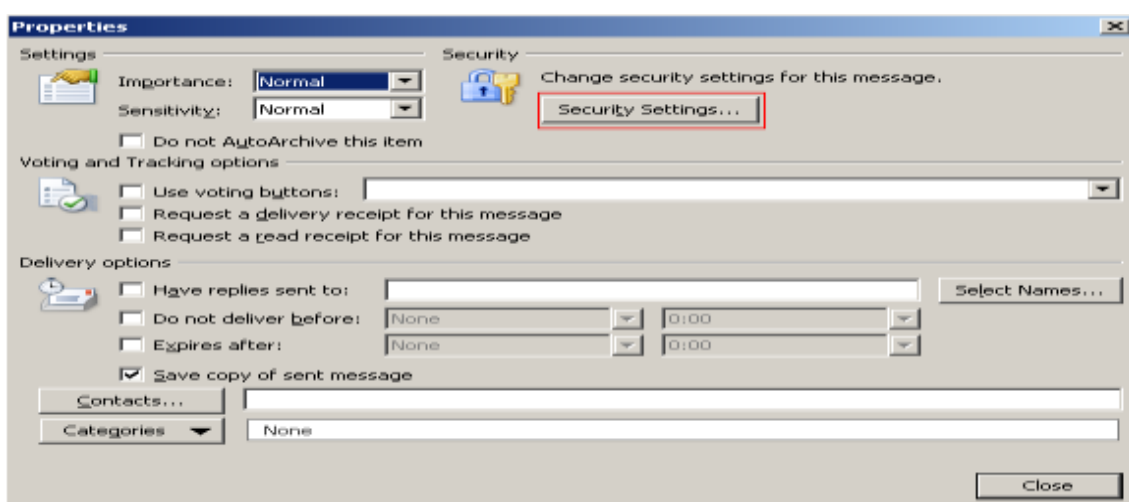 Properties
Settings
Security
Importance: Normal
Change security settings for this message.
Sensitivity: Normal
Security Settings...
Do not AutoArchive this item
Voting and Tracking options
Use voting buttons:
Request a delivery receipt for this message
Request a read receipt for this message
Delivery options
Have replies sent to:
Select Names...
Do not deliver before: None 0:00
Expires after: None 0:00
Save copy of sent message
Contacts...
Categories None
Close